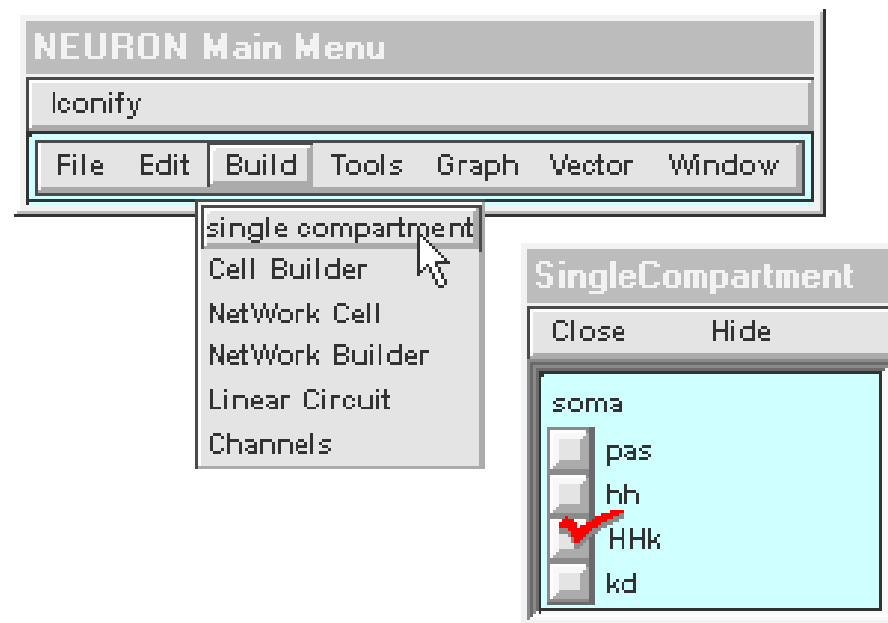 NEURON Main Menu
Iconify
File Edit Build Tools Graph Vector Window
single compartment
Cell Builder
NetWork Cell
NetWork Builder
Linear Circuit
Channels
SingleCompartment
Close Hide
soma
pas
hh
HHk
kd